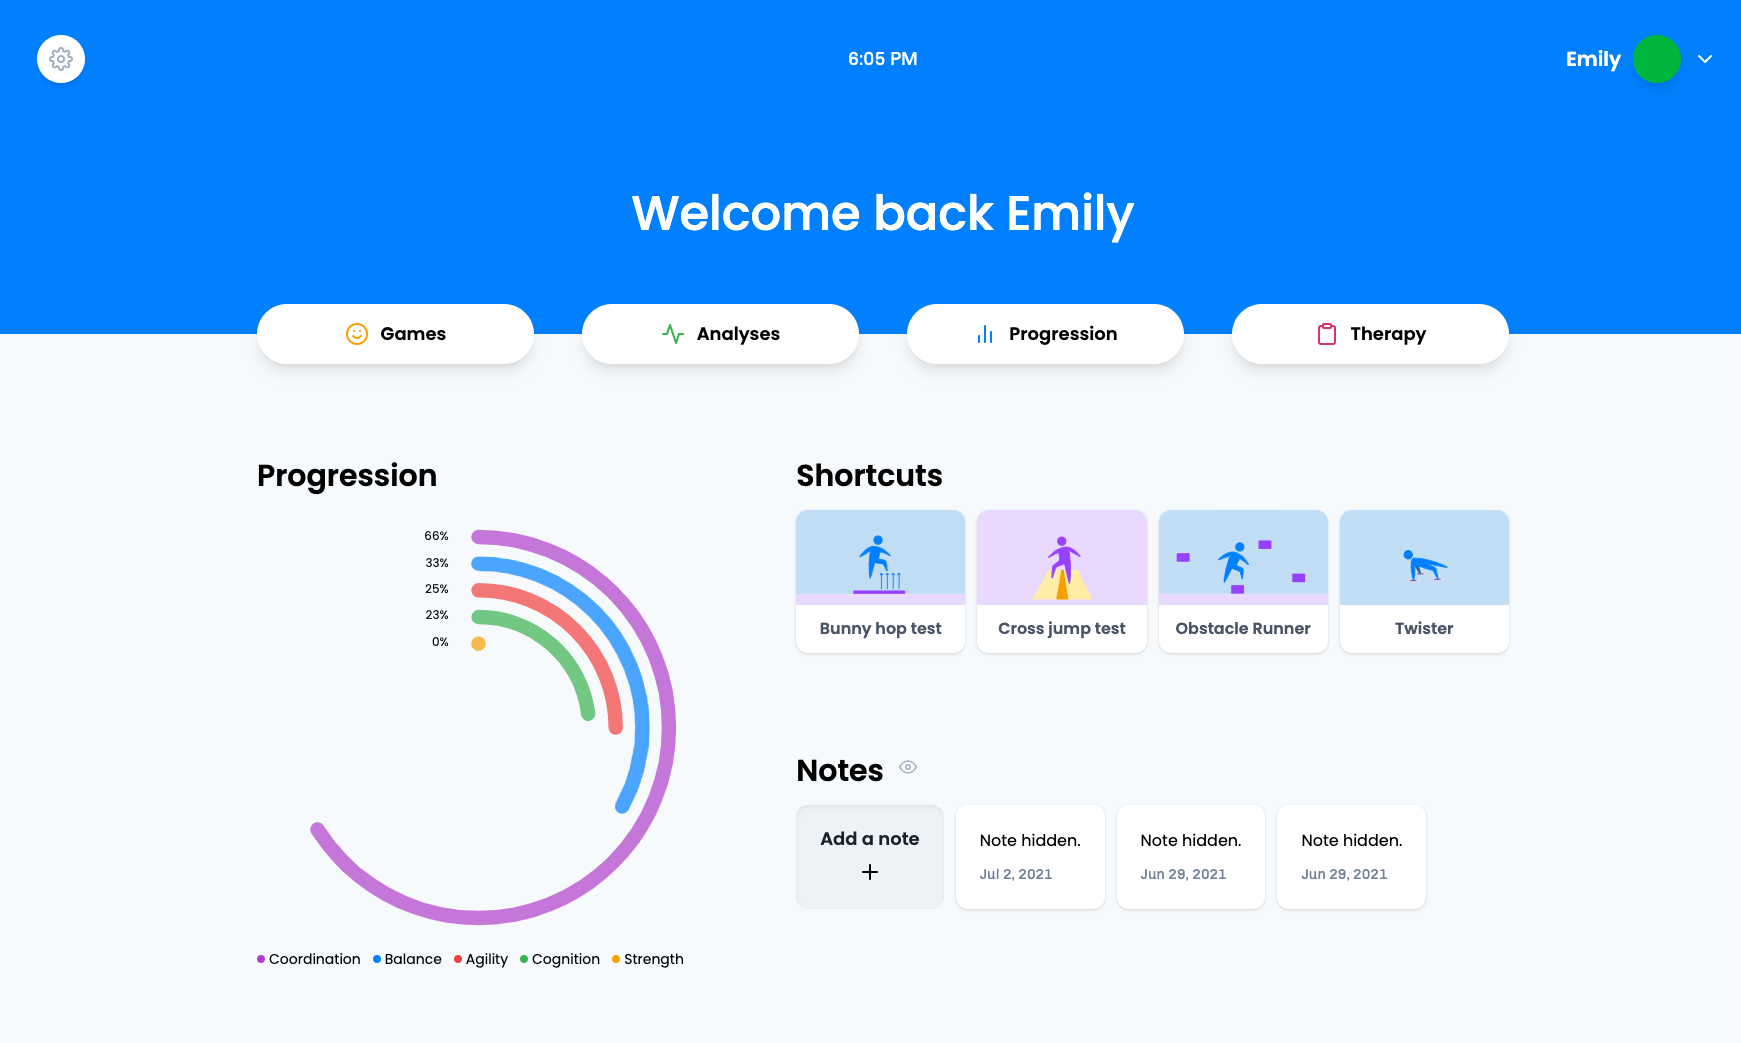 6:05 PM
Emily
Welcome back Emily
Games
Analyses
Progression
Therapy
Progression
66%
33%
25%
23%
0%
Coordination
Balance
Agility
Cognition
Strength
Shortcuts
Bunny hop test
Cross jump test
Obstacle Runner
Twister
Notes
Add a note
Note hidden.
Jul 2, 2021
Note hidden.
Jun 29, 2021
Note hidden.
Jun 29, 2021